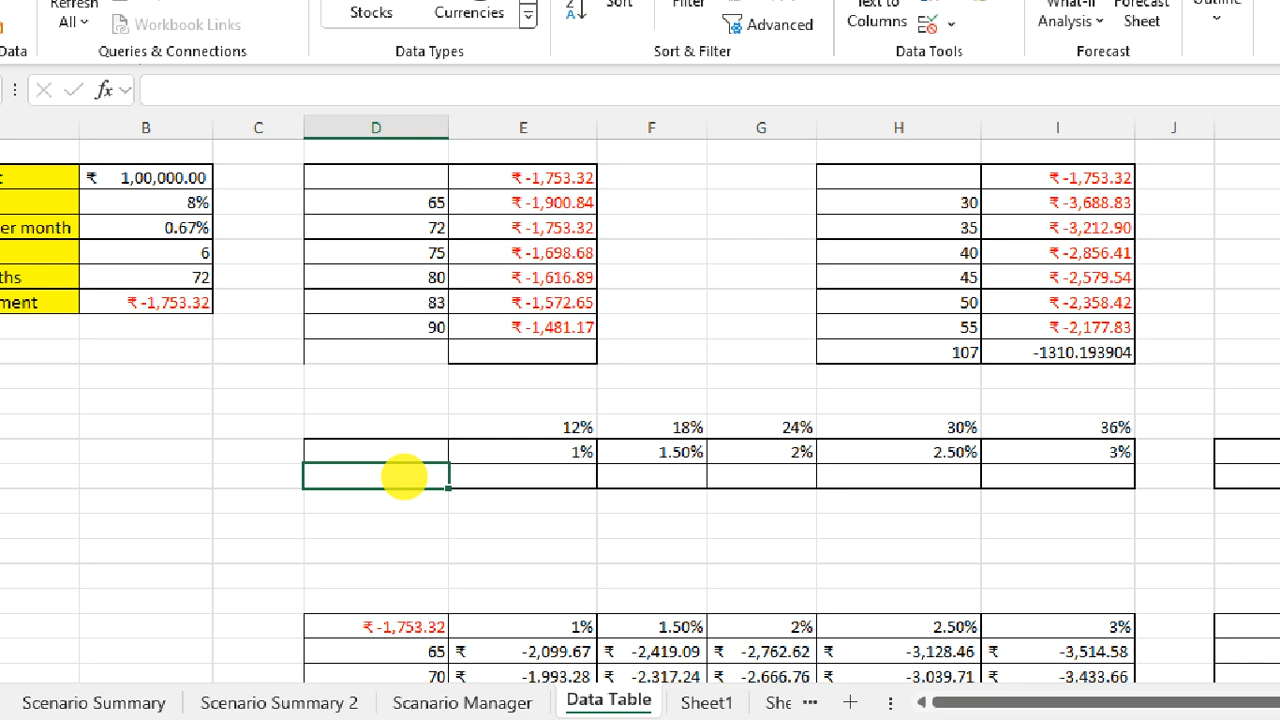 Refresh
All
Workbook Links
Data
Queries & Connections
Stocks
Currencies
Data Types
Sort
Filter
Advanced
Sort & Filter
Text to
Columns
Data Tools
What-If
Analysis
Forecast
Sheet
Forecast
Outline
fx
B C D E F G H I J
t ₹ 1,00,000.00 ₹ -1,753.32 ₹ -1,753.32
8% 65 ₹ -1,900.84 30 ₹ -3,688.83
er month 0.67% 72 ₹ -1,753.32 35 ₹ -3,212.90
6 75 ₹ -1,698.68 40 ₹ -2,856.41
ths 72 80 ₹ -1,616.89 45 ₹ -2,579.54
ment ₹ -1,753.32 83 ₹ -1,572.65 50 ₹ -2,358.42
90 ₹ -1,481.17 55 ₹ -2,177.83
107 -1310.193904
12% 18% 24% 30% 36%
1% 1.50% 2% 2.50% 3%
₹ -1,753.32 1% 1.50% 2% 2.50% 3%
65 ₹ -2,099.67 ₹ -2,419.09 ₹ -2,762.62 ₹ -3,128.46 ₹ -3,514.58
70 ₹ -1,993.28 ₹ -2,317.24 ₹ -2,666.76 ₹ -3,039.71 ₹ -3,433.66
Scenario Summary Scenario Summary 2 Scanario Manager Data Table Sheet1 She ...